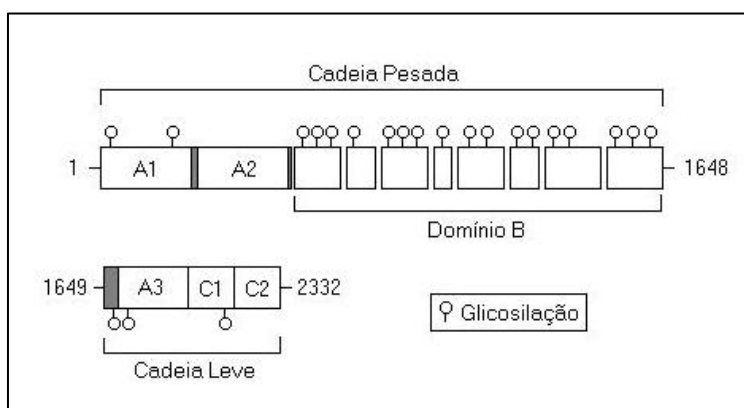 Cadeia Pesada
1 A1 A2 1648
Domínio B
1649 A3 C1 C2 2332
Glicosilação
Cadeia Leve